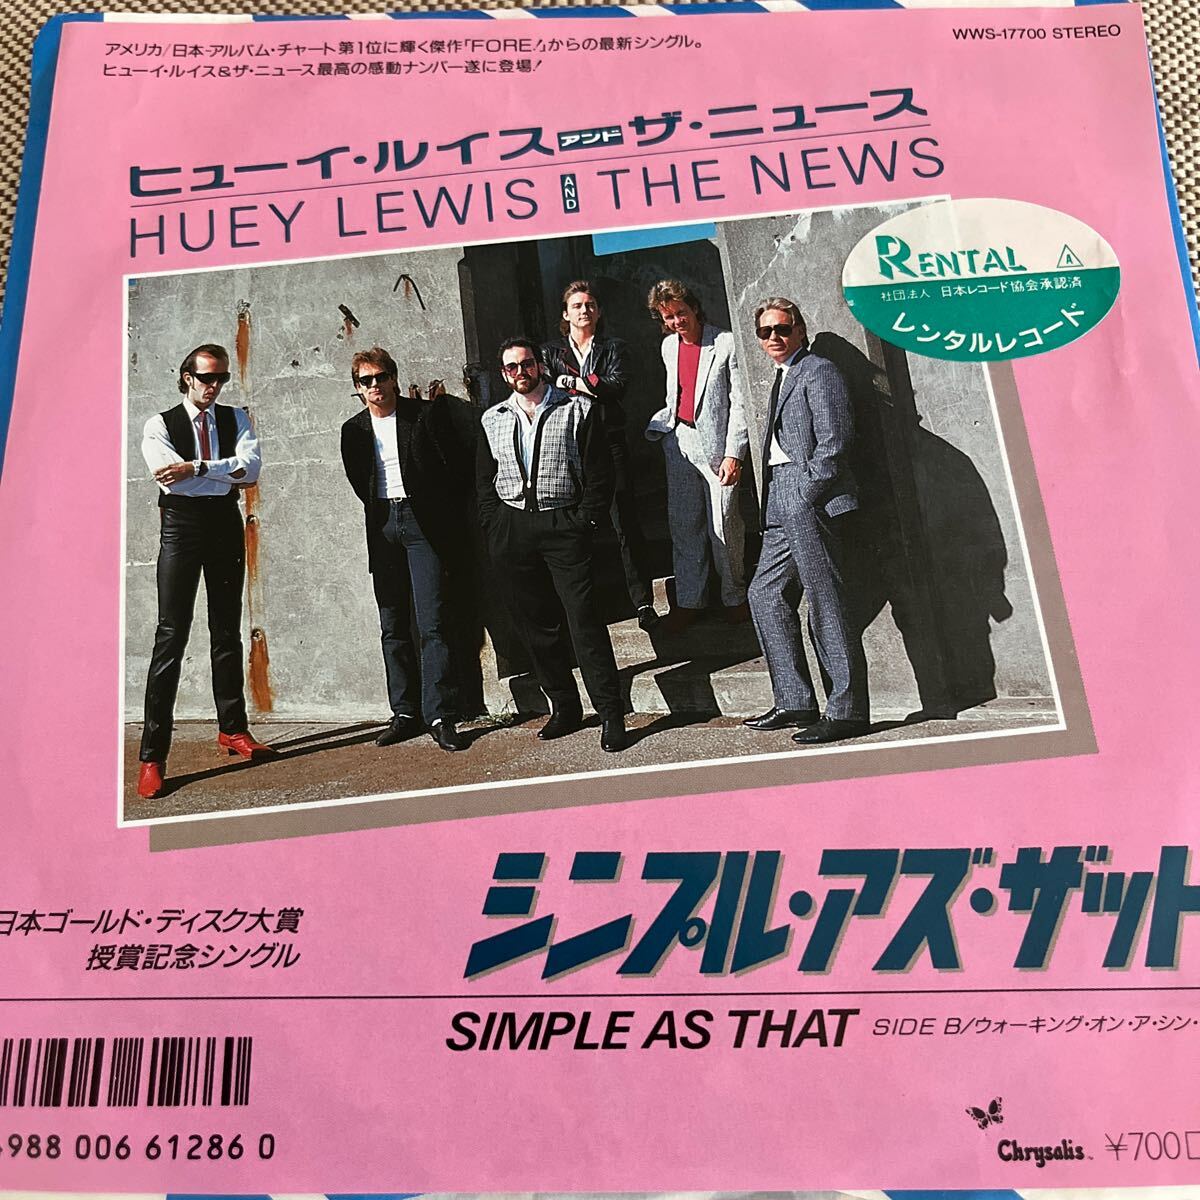 アメリカ/日本-アルバム・チャート第1位に輝く傑作「FORE!」からの最新シングル。
ヒューイ・ルイス&ザ・ニュース最高の感動ナンバー遂に登場!
WWS-17700 STEREO
ヒューイ・ルイスアンドザ・ニュース
HUEY LEWIS AND THE NEWS
RENTAL A
社団法人 日本レコード協会承認済
レンタルレコード
日本ゴールド・ディスク大賞
授賞記念シングル
シンプル・アズ・ザット
SIMPLE AS THAT SIDE B/ウォーキング・オン・ア・シン・
988 006 61286 0
Chrysalis ¥700